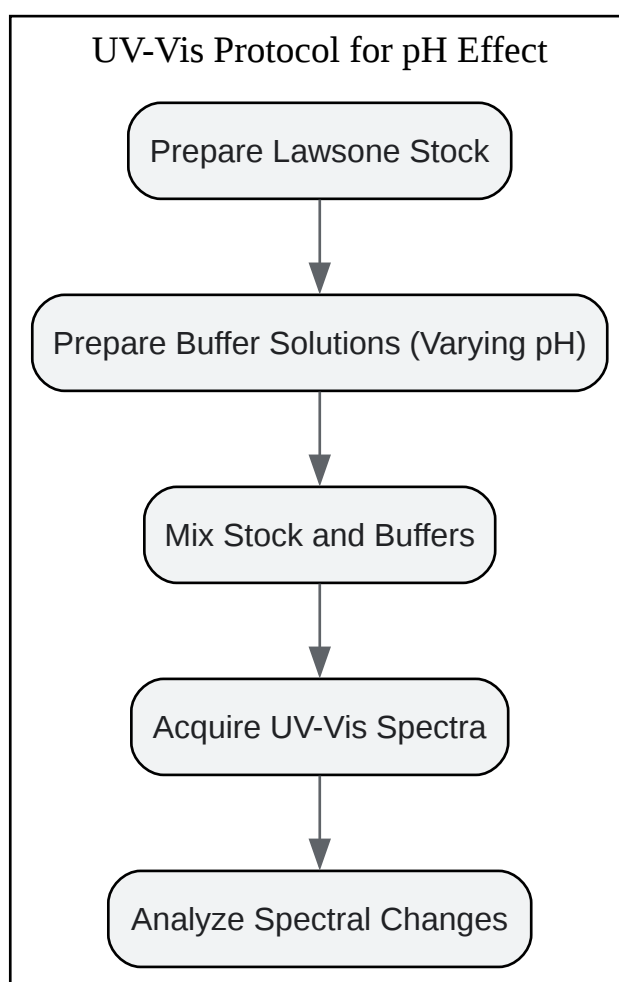 UV-Vis Protocol for pH Effect
Prepare Lawsone Stock
Prepare Buffer Solutions (Varying pH)
Mix Stock and Buffers
Acquire UV-Vis Spectra
Analyze Spectral Changes